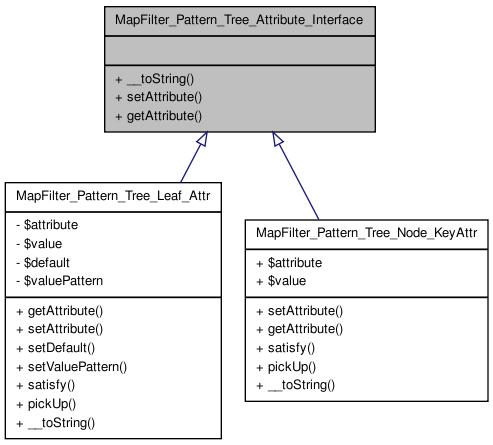 MapFilter_Pattern_Tree_Attribute_Interface
+ __toString()
+ setAttribute()
+ getAttribute()
MapFilter_Pattern_Tree_Leaf_Attr
- $attribute
- $value
- $default
- $valuePattern
+ getAttribute()
+ setAttribute()
+ setDefault()
+ setValuePattern()
+ satisfy()
+ pickUp()
+ __toString()
MapFilter_Pattern_Tree_Node_KeyAttr
+ $attribute
+ $value
+ setAttribute()
+ getAttribute()
+ satisfy()
+ pickUp()
+ __toString()